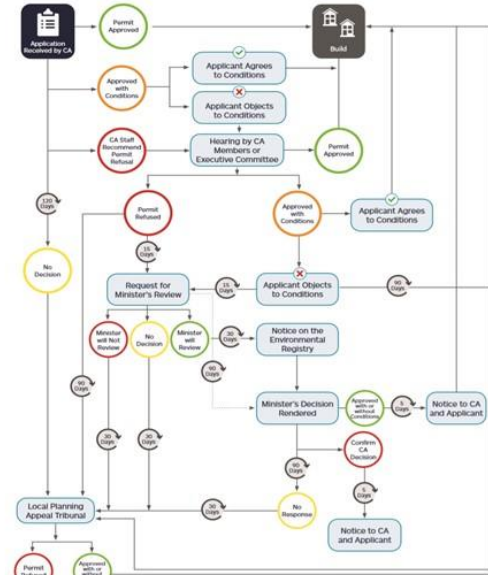 Application
Received by CA
Permit
Approved
Build
Approved
with
Conditions
Applicant Agrees
to Conditions
Applicant Objects
to Conditions
CA Staff
Recommend
Permit
Refusal
Hearing by CA
Members or
Executive Committee
Permit
Approved
120
Days
Permit
Refused
Approved
with
Conditions
Applicant Agrees
to Conditions
15
Days
No
Decision
Request for
Minister's Review
15
Days
Applicant Objects
to Conditions
90
Days
Minister
will Not
Review
No
Decision
Minister
will
Review
30
Days
Notice on the
Environmental
Registry
90
Days
90
Days
Minister's Decision
Rendered
Approved
with or
without
Conditions
5
Days
Notice to CA
and Applicant
30
Days
30
Days
Confirm
CA
Decision
90
Days
5
Days
Local Planning
Appeal Tribunal
30
Days
No
Response
Notice to CA
and Applicant
Permit
Approved
with or